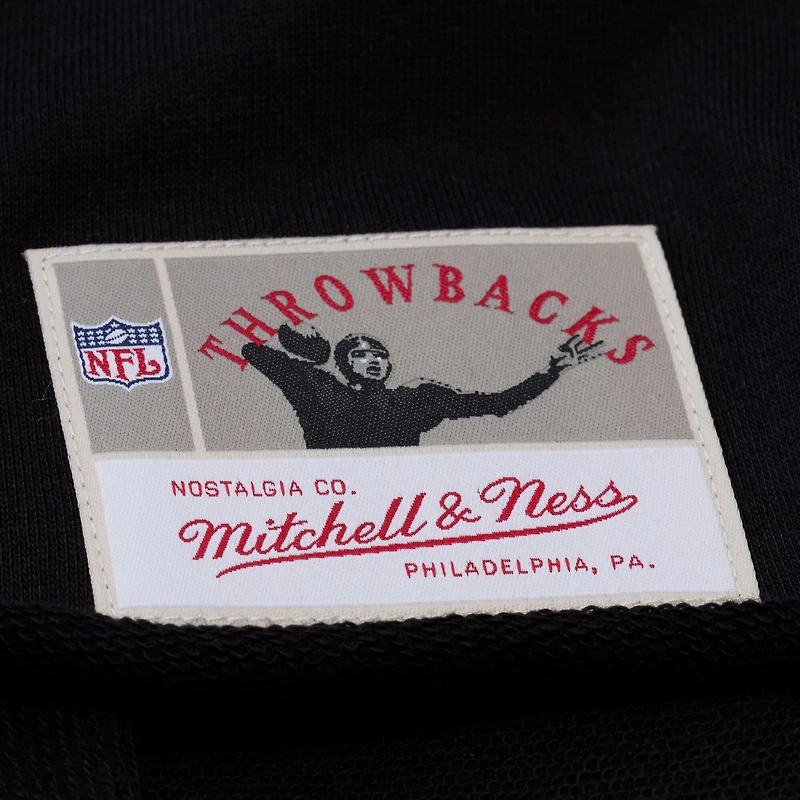 THROWBACKS
NFL
NOSTALGIA CO.
Mitchell & Ness
PHILADELPHIA, PA.